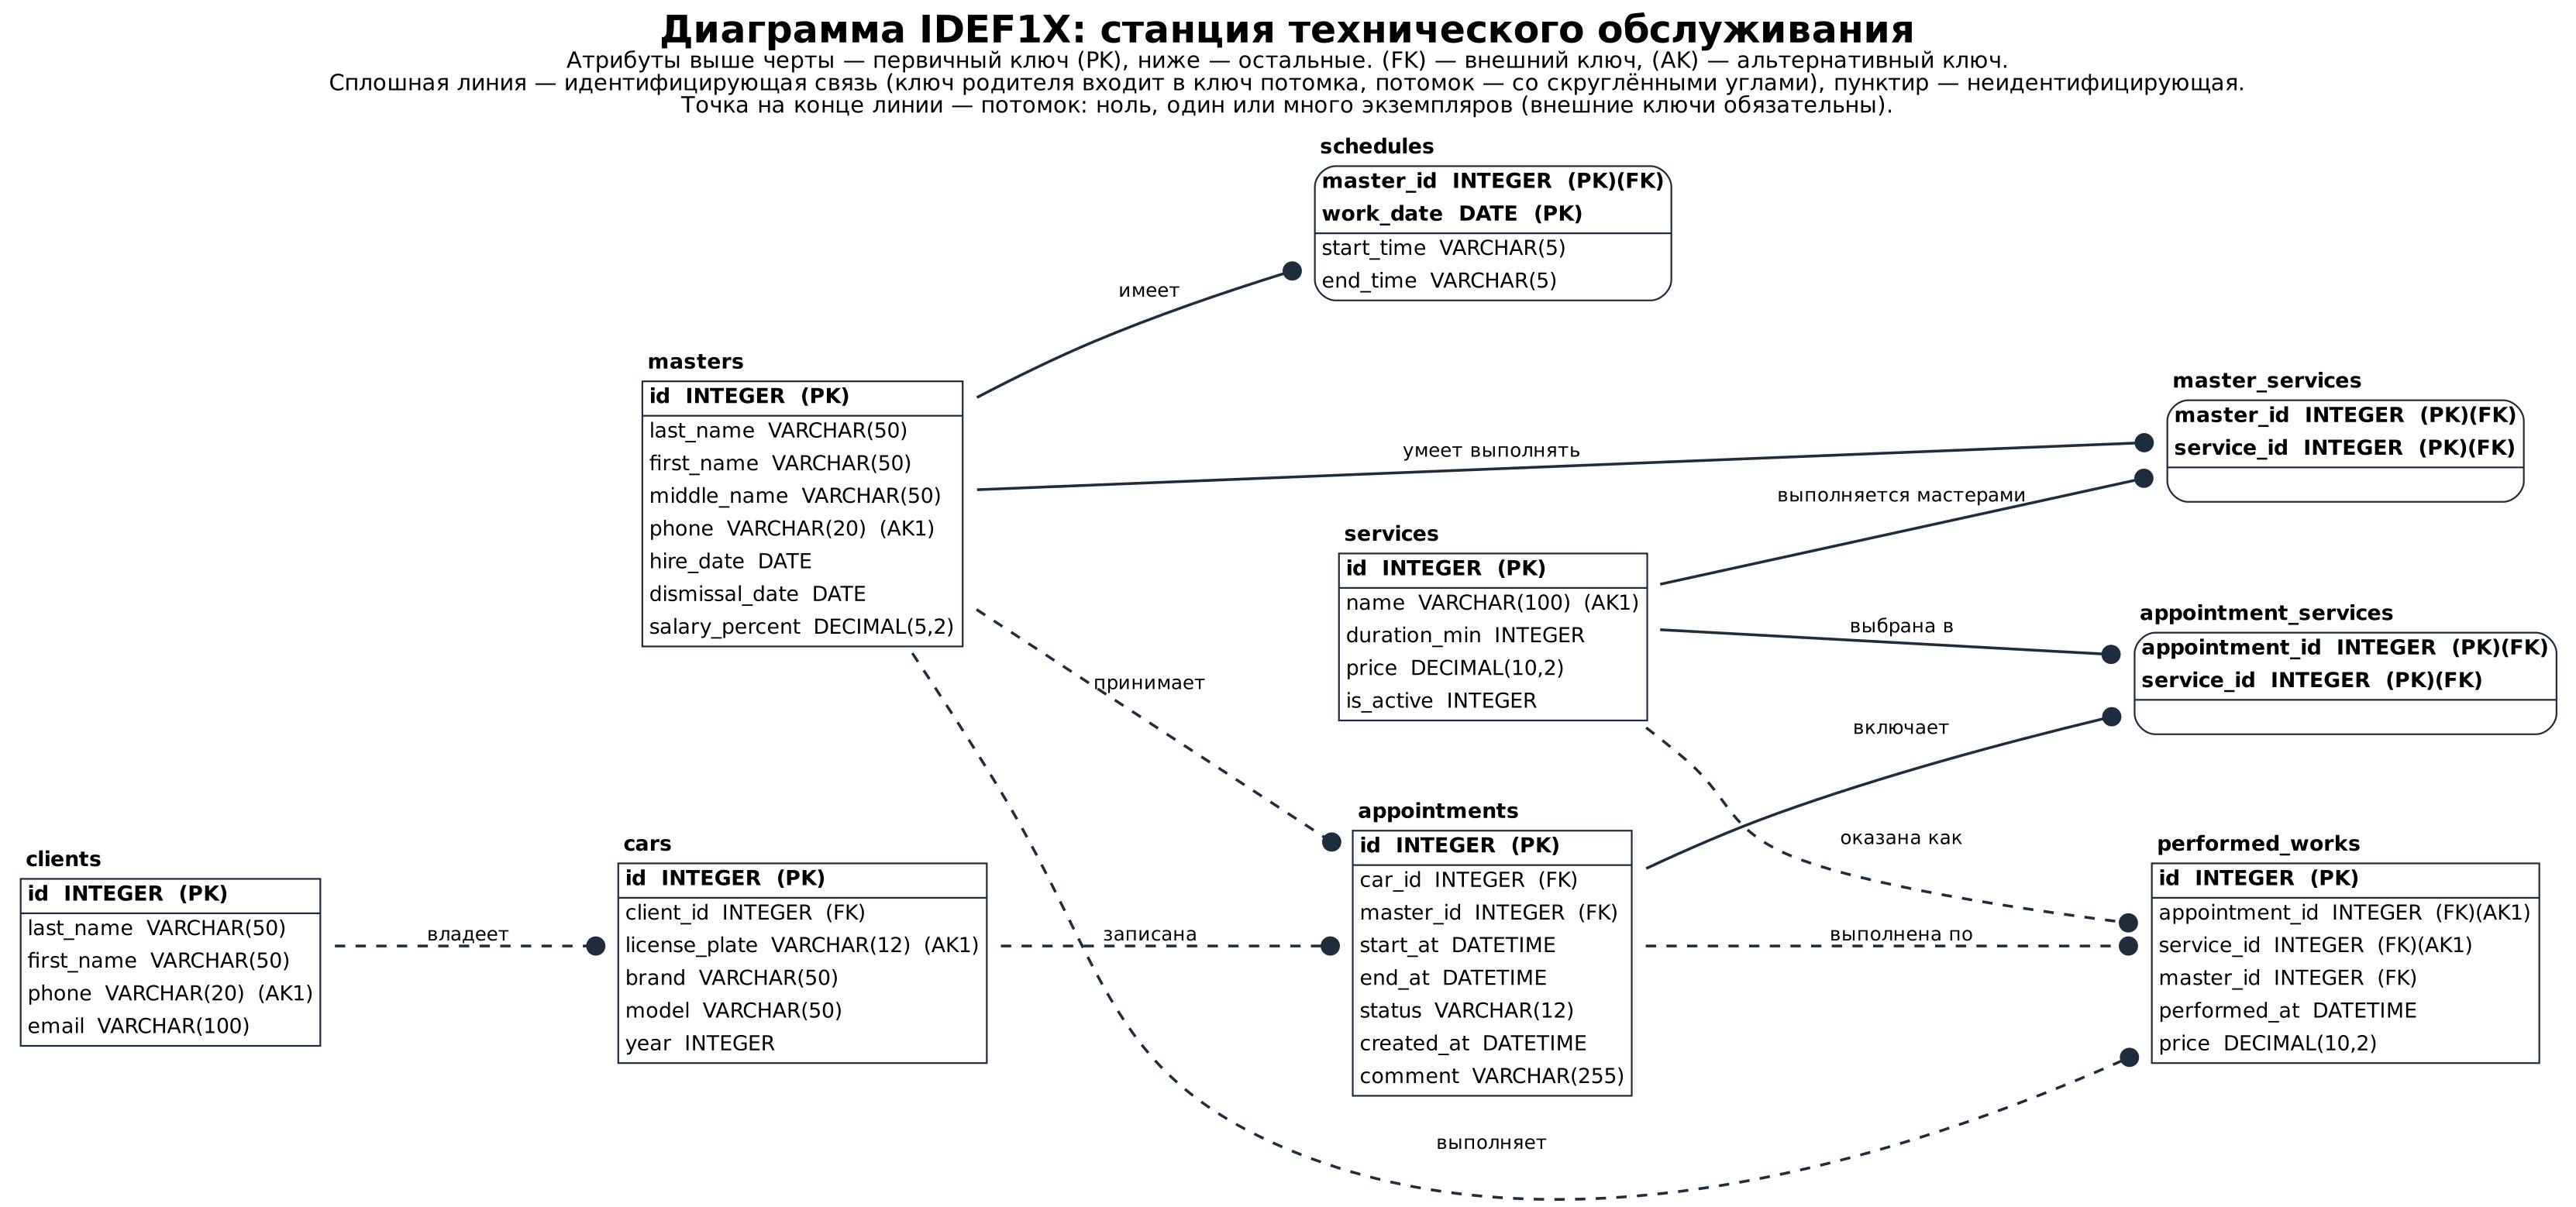 Диаграмма IDEF1X: станция технического обслуживания
Атрибуты выше черты — первичный ключ (PK), ниже — остальные. (FK) — внешний ключ, (AK) — альтернативный ключ.
Сплошная линия — идентифицирующая связь (ключ родителя входит в ключ потомка, потомок — со скруглёнными углами), пунктир — неидентифицирующая.
Точка на конце линии — потомок: ноль, один или много экземпляров (внешние ключи обязательны).
schedules
master_id INTEGER (PK)(FK)
work_date DATE (PK)
start_time VARCHAR(5)
end_time VARCHAR(5)
имеет
masters
id INTEGER (PK)
last_name VARCHAR(50)
first_name VARCHAR(50)
middle_name VARCHAR(50)
phone VARCHAR(20) (AK1)
hire_date DATE
dismissal_date DATE
salary_percent DECIMAL(5,2)
умеет выполнять
master_services
master_id INTEGER (PK)(FK)
service_id INTEGER (PK)(FK)
выполняется мастерами
services
id INTEGER (PK)
name VARCHAR(100) (AK1)
duration_min INTEGER
price DECIMAL(10,2)
is_active INTEGER
выбрана в
appointment_services
appointment_id INTEGER (PK)(FK)
service_id INTEGER (PK)(FK)
принимает
включает
оказана как
clients
id INTEGER (PK)
last_name VARCHAR(50)
first_name VARCHAR(50)
phone VARCHAR(20) (AK1)
email VARCHAR(100)
владеет
cars
id INTEGER (PK)
client_id INTEGER (FK)
license_plate VARCHAR(12) (AK1)
brand VARCHAR(50)
model VARCHAR(50)
year INTEGER
записана
appointments
id INTEGER (PK)
car_id INTEGER (FK)
master_id INTEGER (FK)
start_at DATETIME
end_at DATETIME
status VARCHAR(12)
created_at DATETIME
comment VARCHAR(255)
выполнена по
performed_works
id INTEGER (PK)
appointment_id INTEGER (FK)(AK1)
service_id INTEGER (FK)(AK1)
master_id INTEGER (FK)
performed_at DATETIME
price DECIMAL(10,2)
выполняет